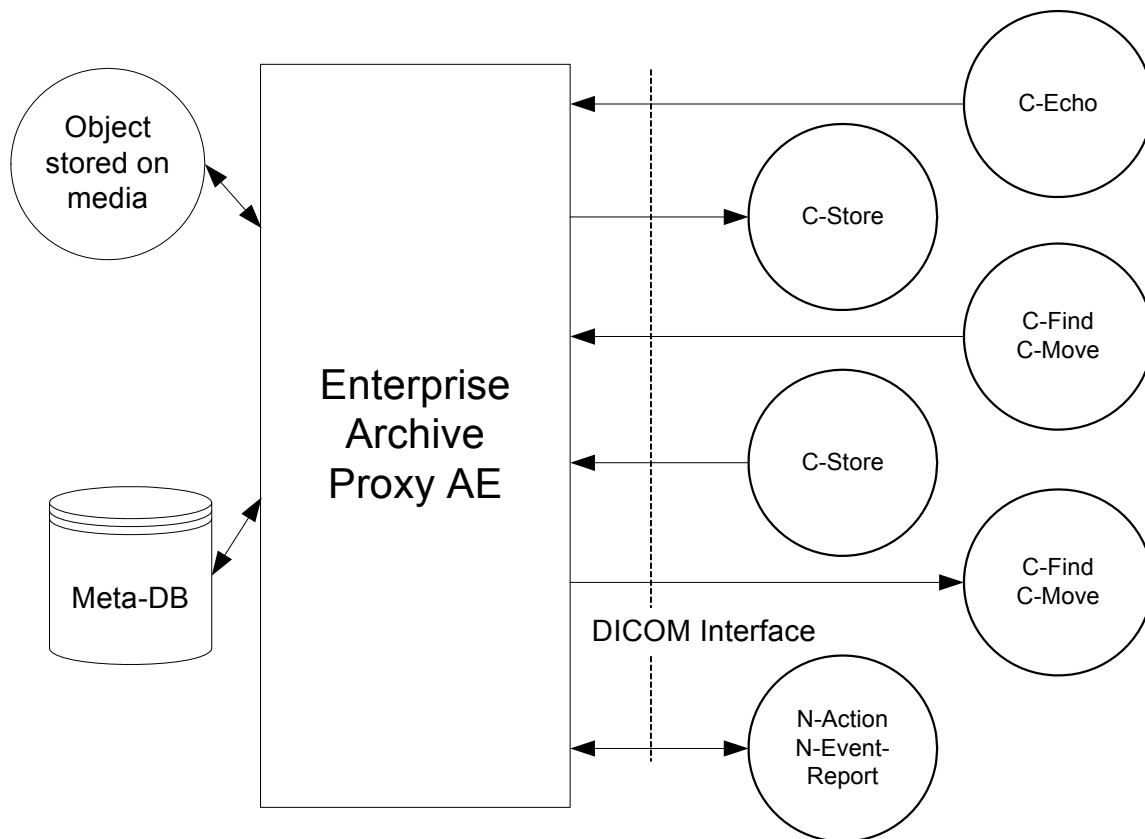 Object
stored on
media
Meta-DB
Enterprise
Archive
Proxy AE
C-Echo
C-Store
C-Find
C-Move
C-Store
C-Find
C-Move
DICOM Interface
N-Action
N-Event-
Report